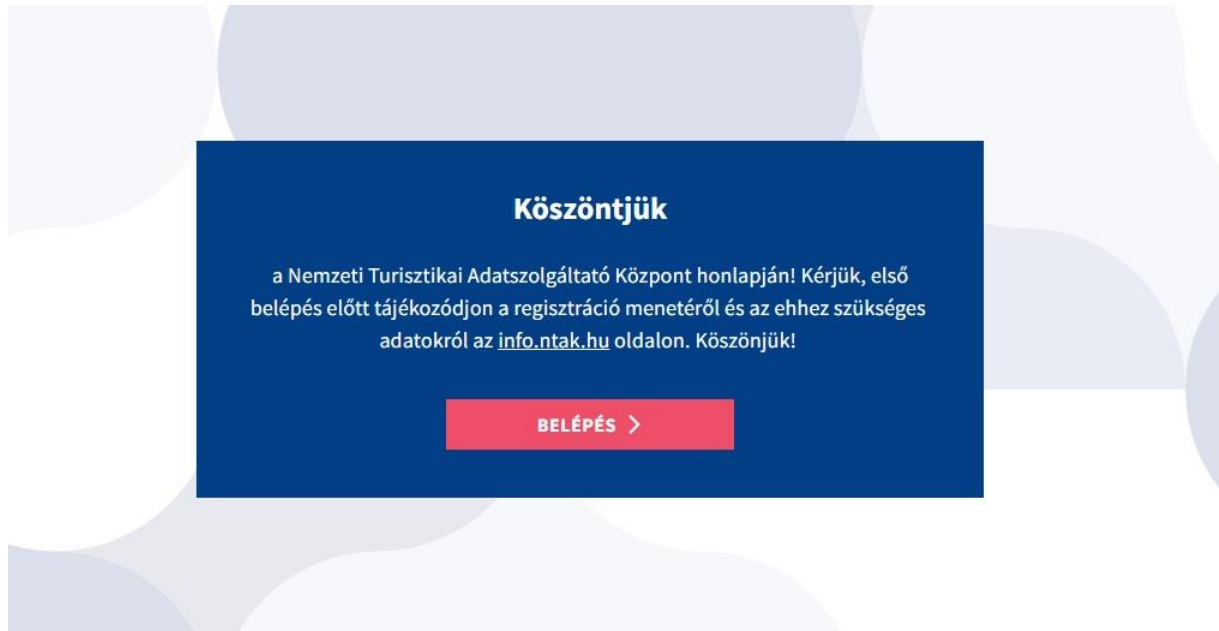 Köszöntjük
a Nemzeti Turisztikai Adatszolgáltató Központ honlapján! Kérjük, első
belépés előtt tájékozódjon a regisztráció menetéről és az ehhez szükséges
adatokról az info.ntak.hu oldalon. Köszönjük!
BELÉPÉS